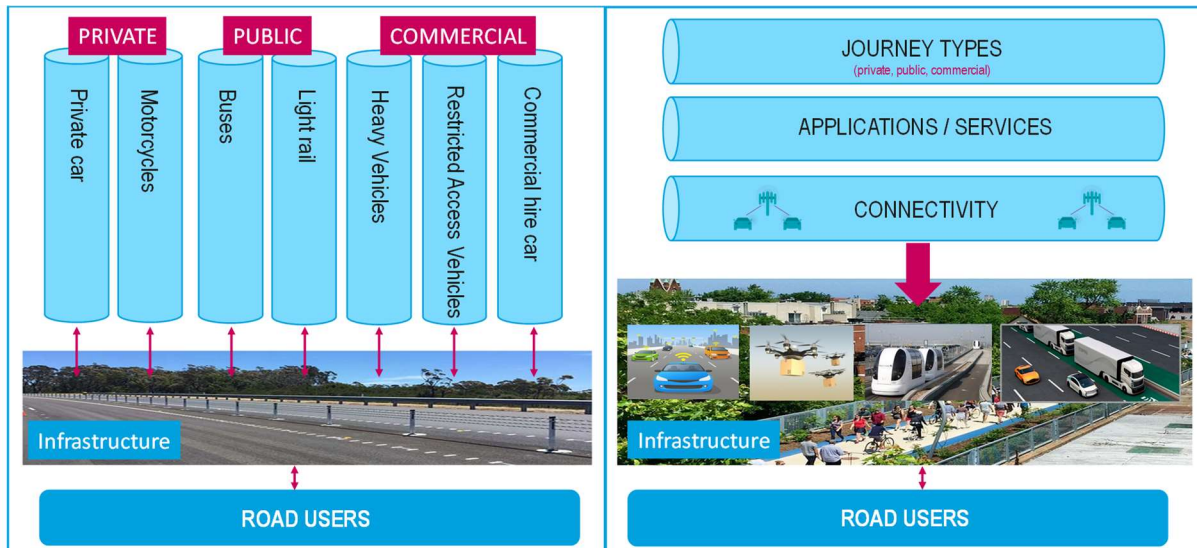 PRIVATE
PUBLIC
COMMERCIAL
Private car
Motorcycles
Buses
Light rail
Heavy Vehicles
Restricted Access Vehicles
Commercial hire car
Infrastructure
ROAD USERS
JOURNEY TYPES
(private, public, commercial)
APPLICATIONS / SERVICES
CONNECTIVITY
Infrastructure
ROAD USERS